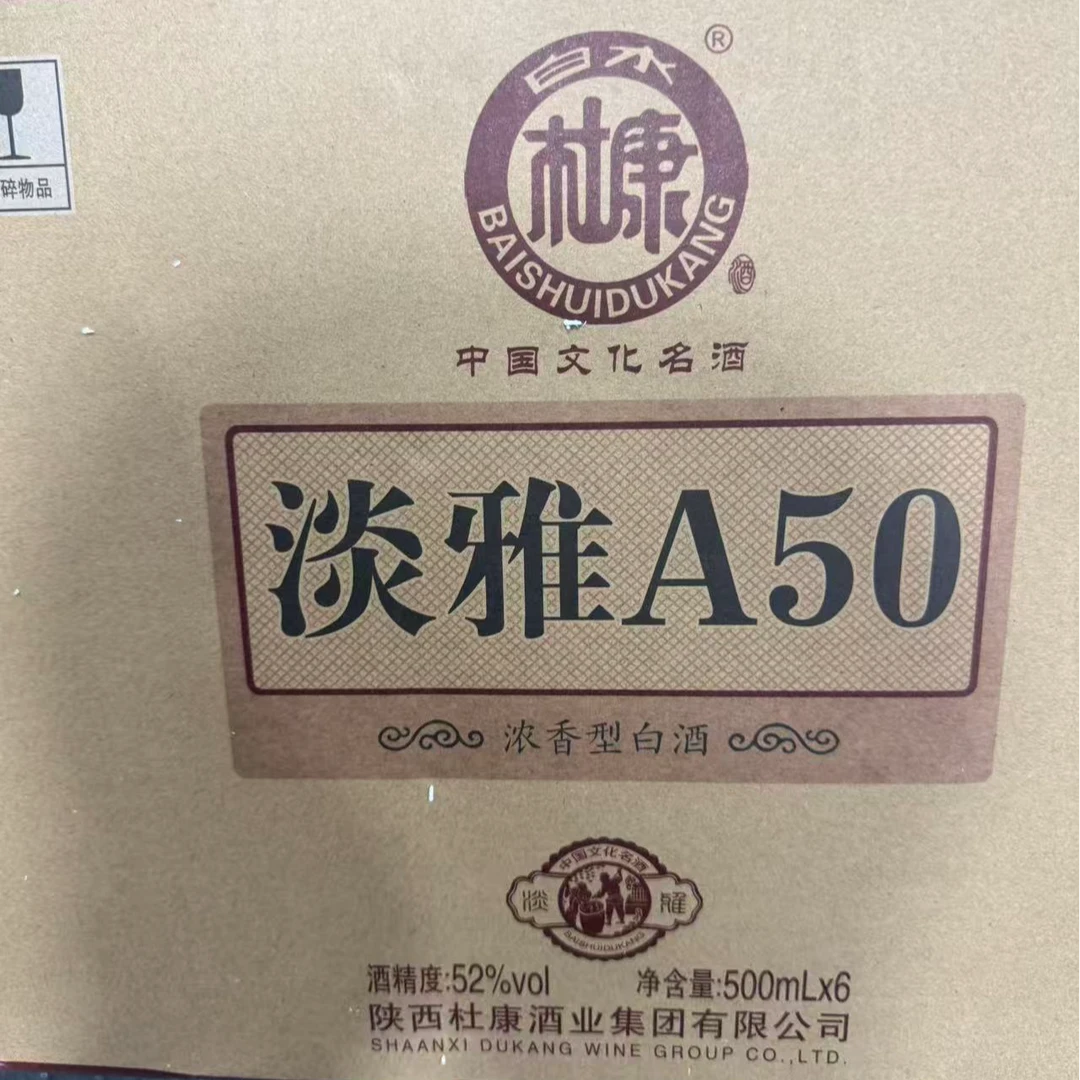 ®
白水
杜康
BAISHUIDUKANG
酒
中国文化名酒
碎物品
淡雅A50
浓香型白酒
中国文化名酒
淡 雅
BAISHUIDUKANG
酒精度:52%vol 净含量:500mLx6
陕西杜康酒业集团有限公司
SHAANXI DUKANG WINE GROUP CO.,LTD.